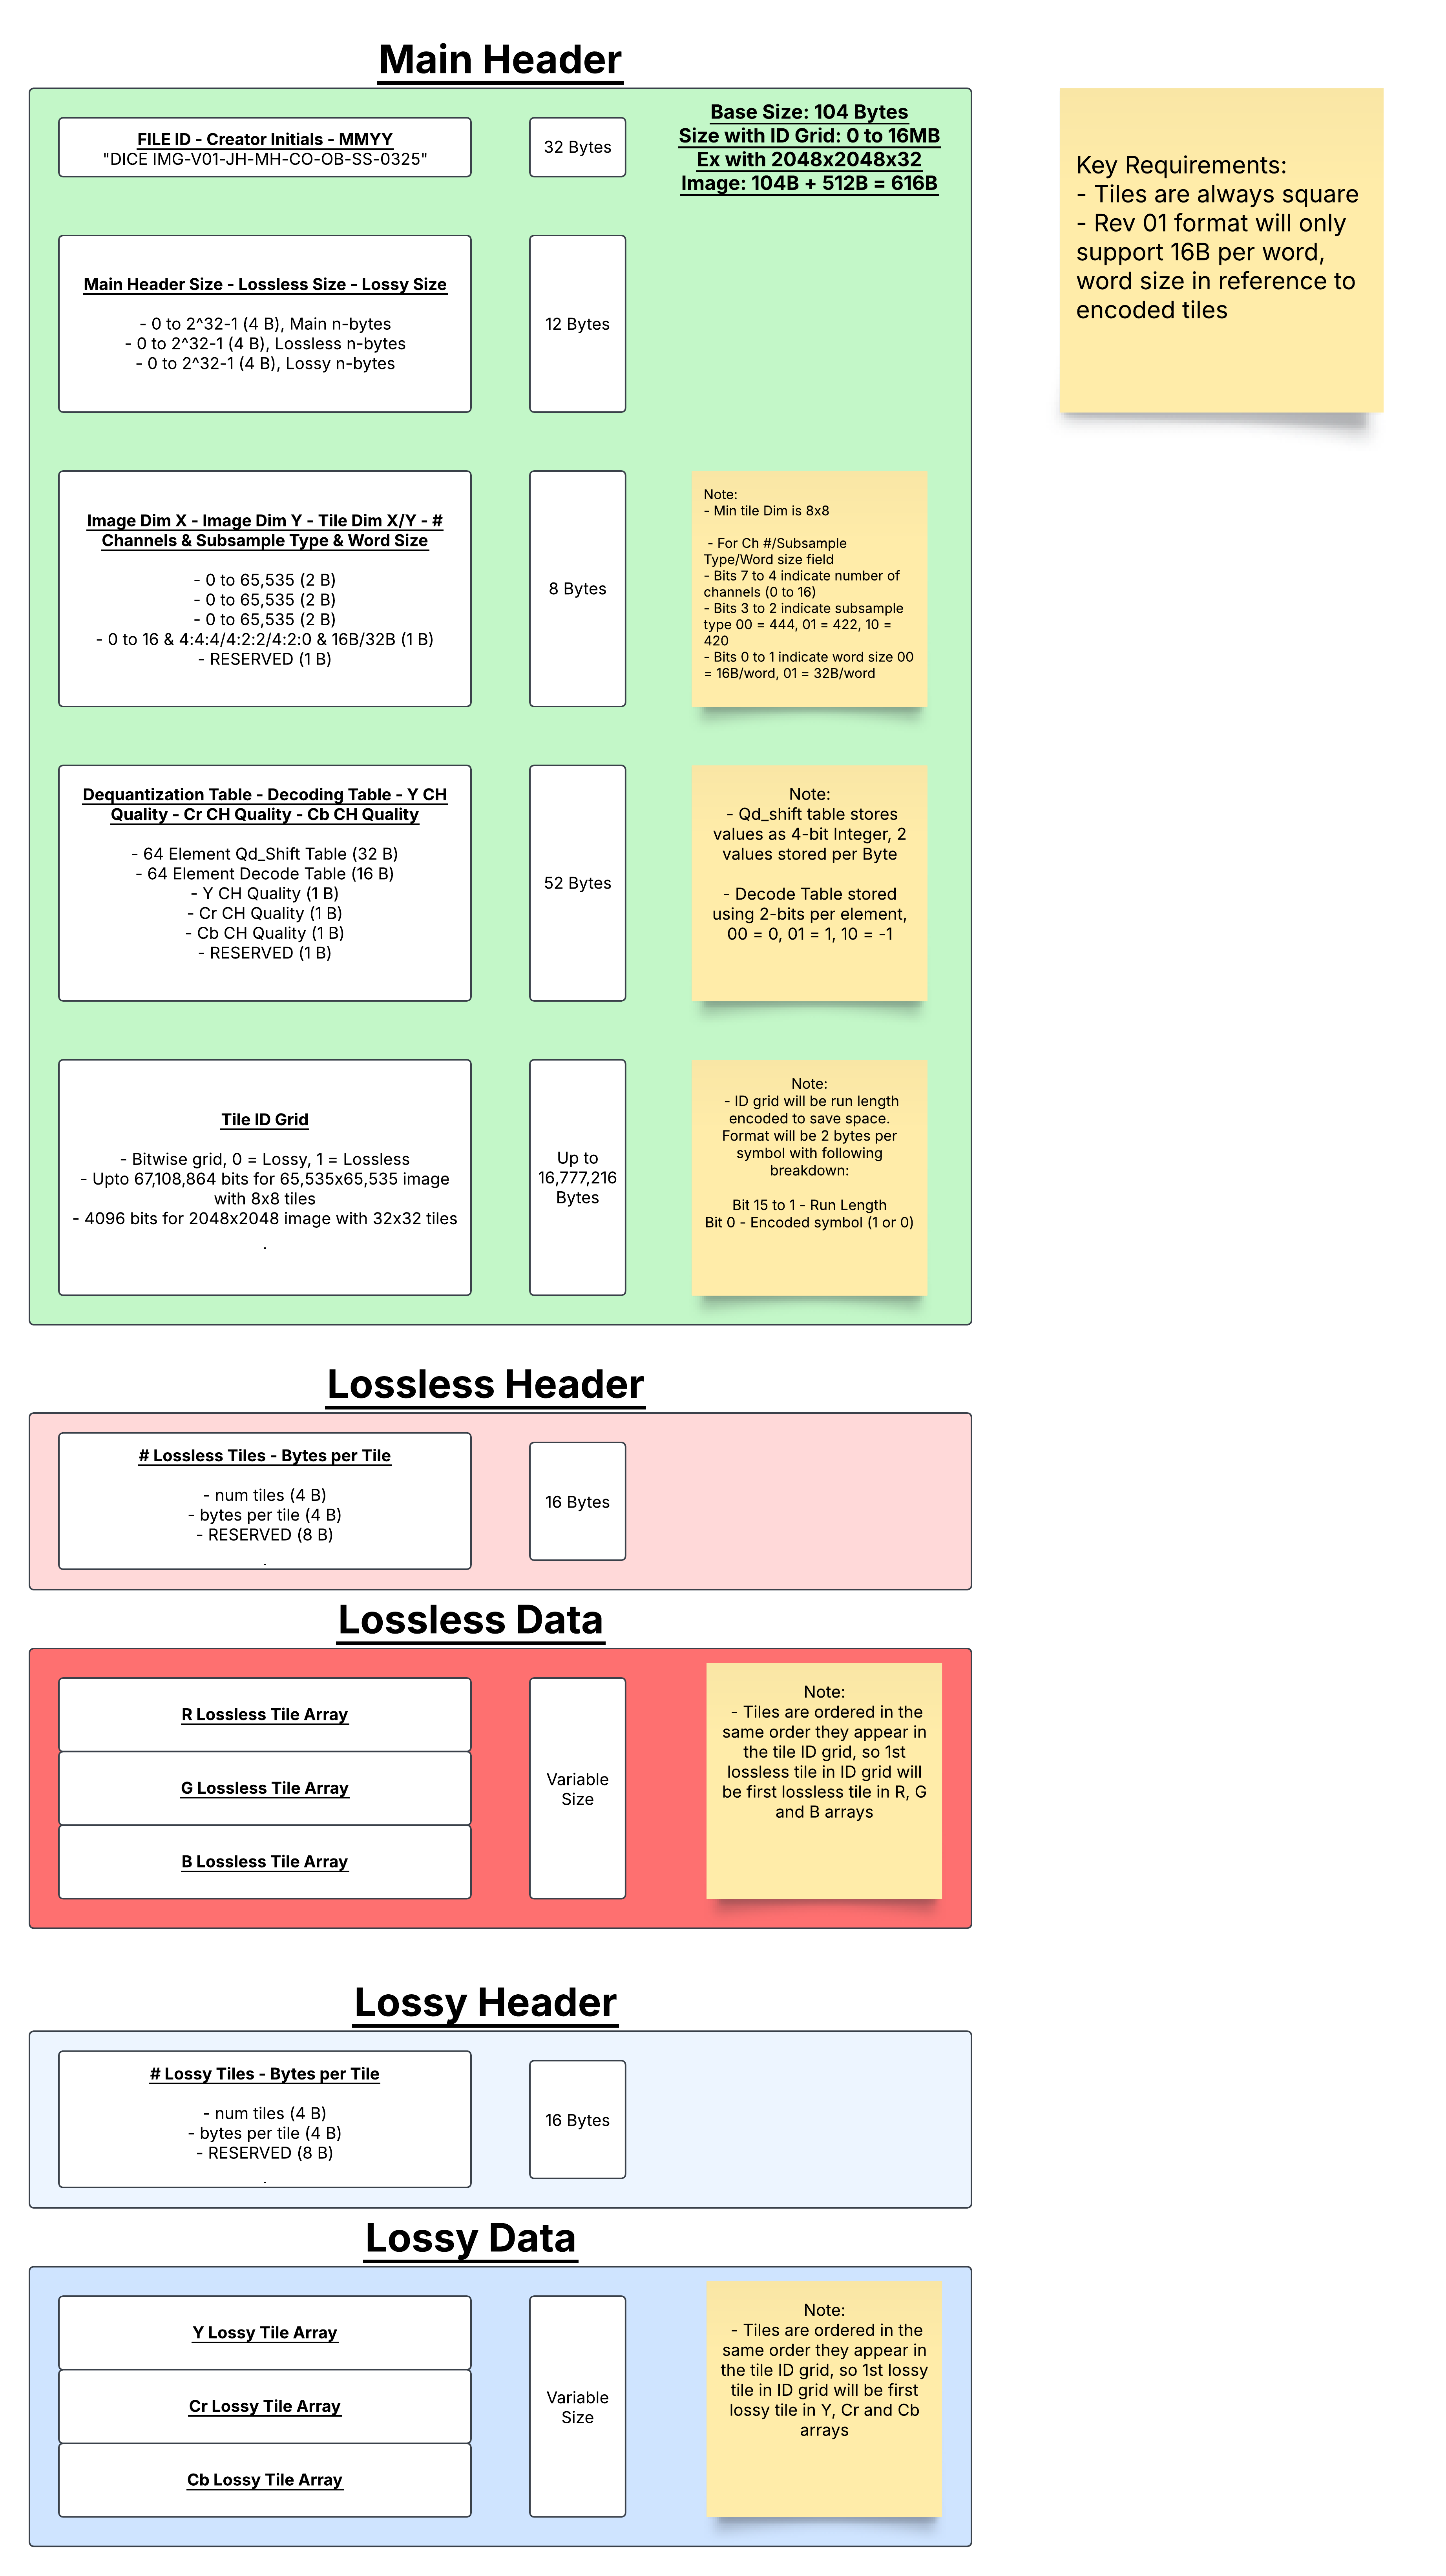 Main Header
FILE ID - Creator Initials - MMYY
"DICE IMG-V01-JH-MH-CO-OB-SS-0325"
32 Bytes
Base Size: 104 Bytes
Size with ID Grid: 0 to 16MB
Ex with 2048x2048x32
Image: 104B + 512B = 616B
Key Requirements:
- Tiles are always square
- Rev 01 format will only
support 16B per word,
word size in reference to
encoded tiles
Main Header Size - Lossless Size - Lossy Size
- 0 to 2^32-1 (4 B), Main n-bytes
- 0 to 2^32-1 (4 B), Lossless n-bytes
- 0 to 2^32-1 (4 B), Lossy n-bytes
12 Bytes
Image Dim X - Image Dim Y - Tile Dim X/Y - #
Channels & Subsample Type & Word Size
- 0 to 65,535 (2 B)
- 0 to 65,535 (2 B)
- 0 to 65,535 (2 B)
- 0 to 16 & 4:4:4/4:2:2/4:2:0 & 16B/32B (1 B)
- RESERVED (1 B)
8 Bytes
Note:
- Min tile Dim is 8x8
- For Ch #/Subsample
Type/Word size field
- Bits 7 to 4 indicate number of
channels (0 to 16)
- Bits 3 to 2 indicate subsample
type 00 = 444, 01 = 422, 10 =
420
- Bits 0 to 1 indicate word size 00
= 16B/word, 01 = 32B/word
Dequantization Table - Decoding Table - Y CH
Quality - Cr CH Quality - Cb CH Quality
- 64 Element Qd_Shift Table (32 B)
- 64 Element Decode Table (16 B)
- Y CH Quality (1 B)
- Cr CH Quality (1 B)
- Cb CH Quality (1 B)
- RESERVED (1 B)
52 Bytes
Note:
- Qd_shift table stores
values as 4-bit Integer, 2
values stored per Byte
- Decode Table stored
using 2-bits per element,
00 = 0, 01 = 1, 10 = -1
Tile ID Grid
- Bitwise grid, 0 = Lossy, 1 = Lossless
- Upto 67,108,864 bits for 65,535x65,535 image
with 8x8 tiles
- 4096 bits for 2048x2048 image with 32x32 tiles
.
Up to
16,777,216
Bytes
Note:
- ID grid will be run length
encoded to save space.
Format will be 2 bytes per
symbol with following
breakdown:
Bit 15 to 1 - Run Length
Bit 0 - Encoded symbol (1 or 0)
Lossless Header
# Lossless Tiles - Bytes per Tile
- num tiles (4 B)
- bytes per tile (4 B)
- RESERVED (8 B)
.
16 Bytes
Lossless Data
R Lossless Tile Array
G Lossless Tile Array
B Lossless Tile Array
Variable
Size
Note:
- Tiles are ordered in the
same order they appear in
the tile ID grid, so 1st
lossless tile in ID grid will
be first lossless tile in R, G
and B arrays
Lossy Header
# Lossy Tiles - Bytes per Tile
- num tiles (4 B)
- bytes per tile (4 B)
- RESERVED (8 B)
.
16 Bytes
Lossy Data
Y Lossy Tile Array
Cr Lossy Tile Array
Cb Lossy Tile Array
Variable
Size
Note:
- Tiles are ordered in the
same order they appear in
the tile ID grid, so 1st lossy
tile in ID grid will be first
lossy tile in Y, Cr and Cb
arrays